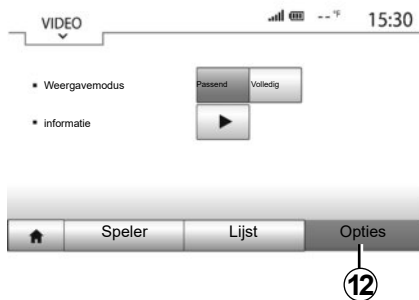 VIDEO -- °F 15:30
Weergavemodus Passend Volledig
informatie
Speler Lijst Opties
12